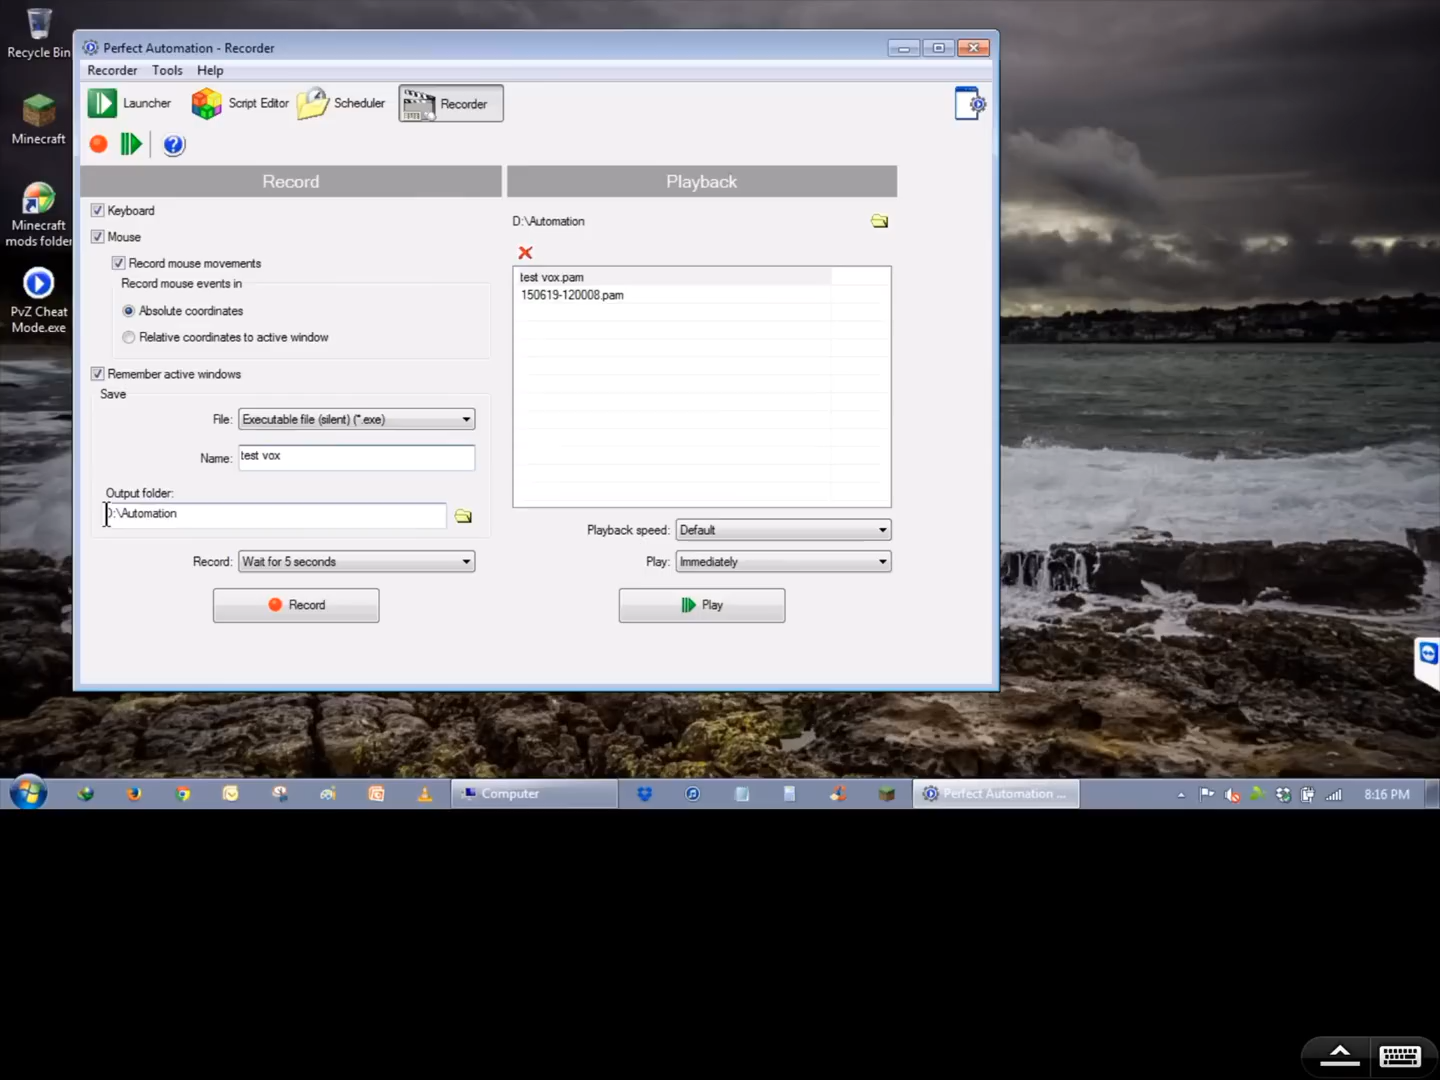 Recycle Bin
Minecraft
Minecraft
mods folder
PvZ Cheat
Mode.exe
Perfect Automation - Recorder
Recorder Tools Help
Launcher Script Editor Scheduler Recorder
Record
Keyboard
Mouse
Record mouse movements
Record mouse events in
Absolute coordinates
Relative coordinates to active window
Remember active windows
Save
File: Executable file (silent) (*.exe)
Name: test vox
Output folder:
D:\Automation
Record: Wait for 5 seconds
Record
Playback
D:\Automation
test vox.pam
150619-120008.pam
Playback speed: Default
Play: Immediately
Play
Computer
Perfect Automation ...
8:16 PM